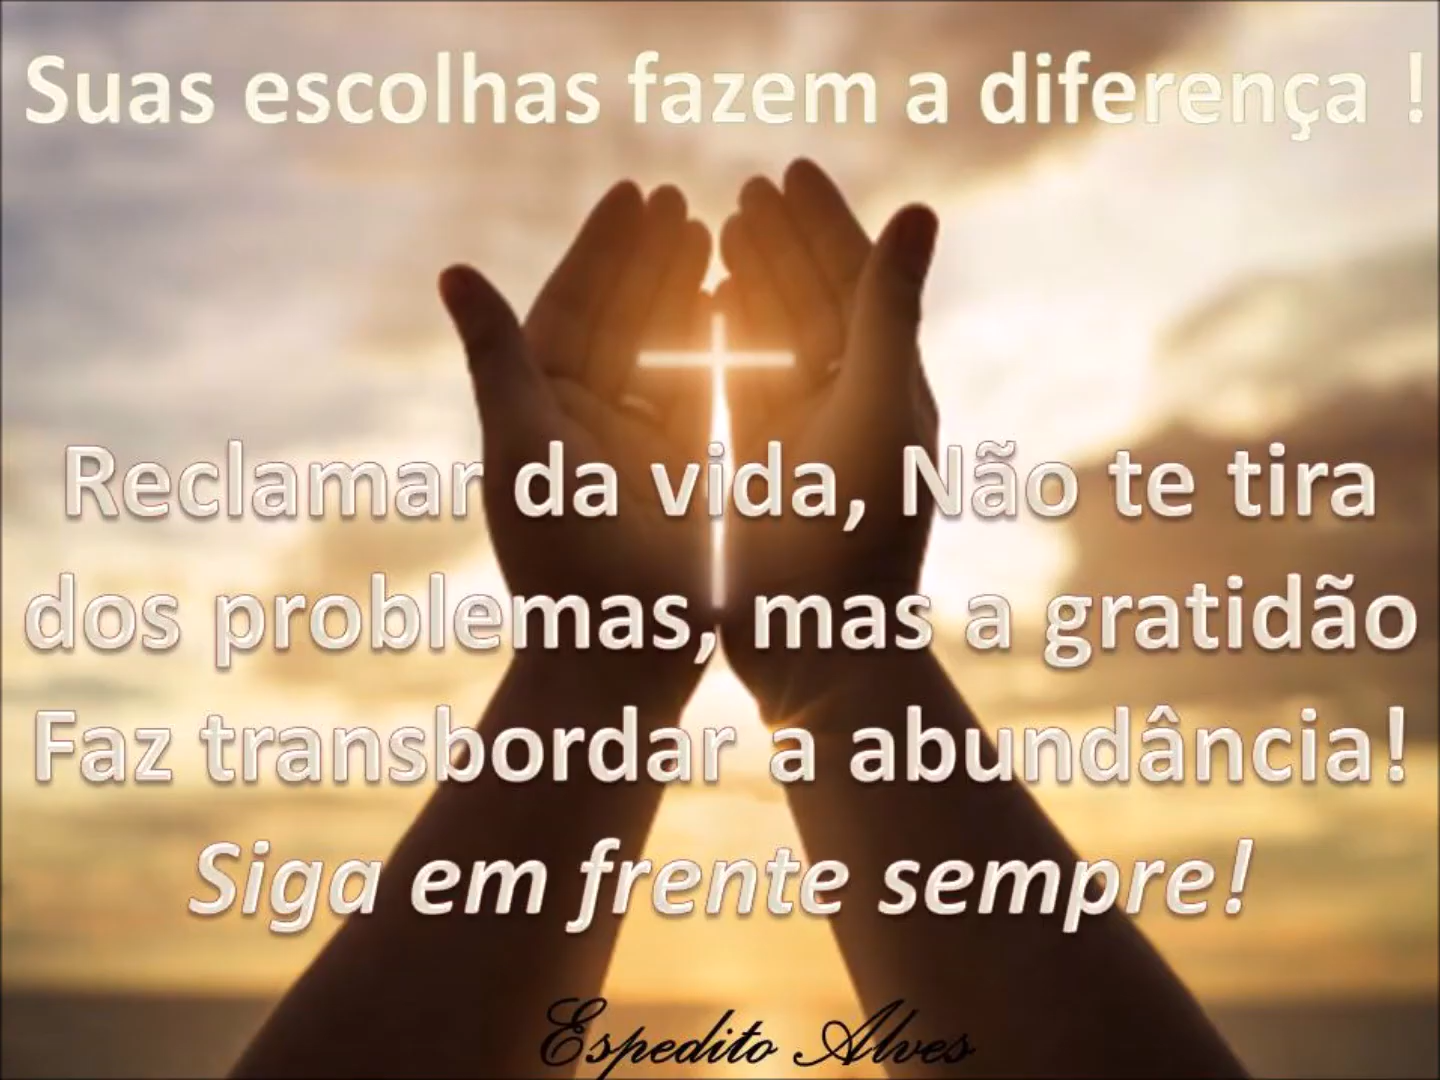 Suas escolhas fazem a diferença !
Reclamar da vida, Não te tira
dos problemas, mas a gratidão
Faz transbordar a abundância!
Siga em frente sempre!
Espedito Alves